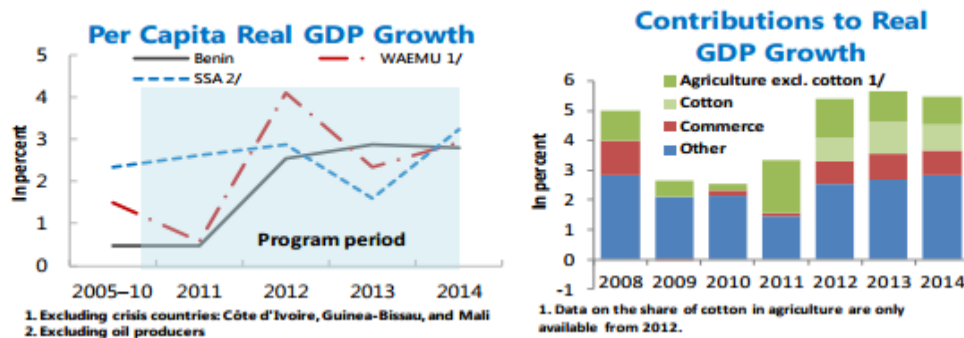 Per Capita Real GDP Growth
5
4
3
2
1
0
In percent
Benin
WAEMU 1/
SSA 2/
Program period
2005–10 2011 2012 2013 2014
1. Excluding crisis countries: Côte d'Ivoire, Guinea-Bissau, and Mali
2. Excluding oil producers
Contributions to Real
GDP Growth
6
5
4
3
2
1
0
-1
In percent
Agriculture excl. cotton 1/
Cotton
Commerce
Other
2008 2009 2010 2011 2012 2013 2014
1. Data on the share of cotton in agriculture are only
available from 2012.